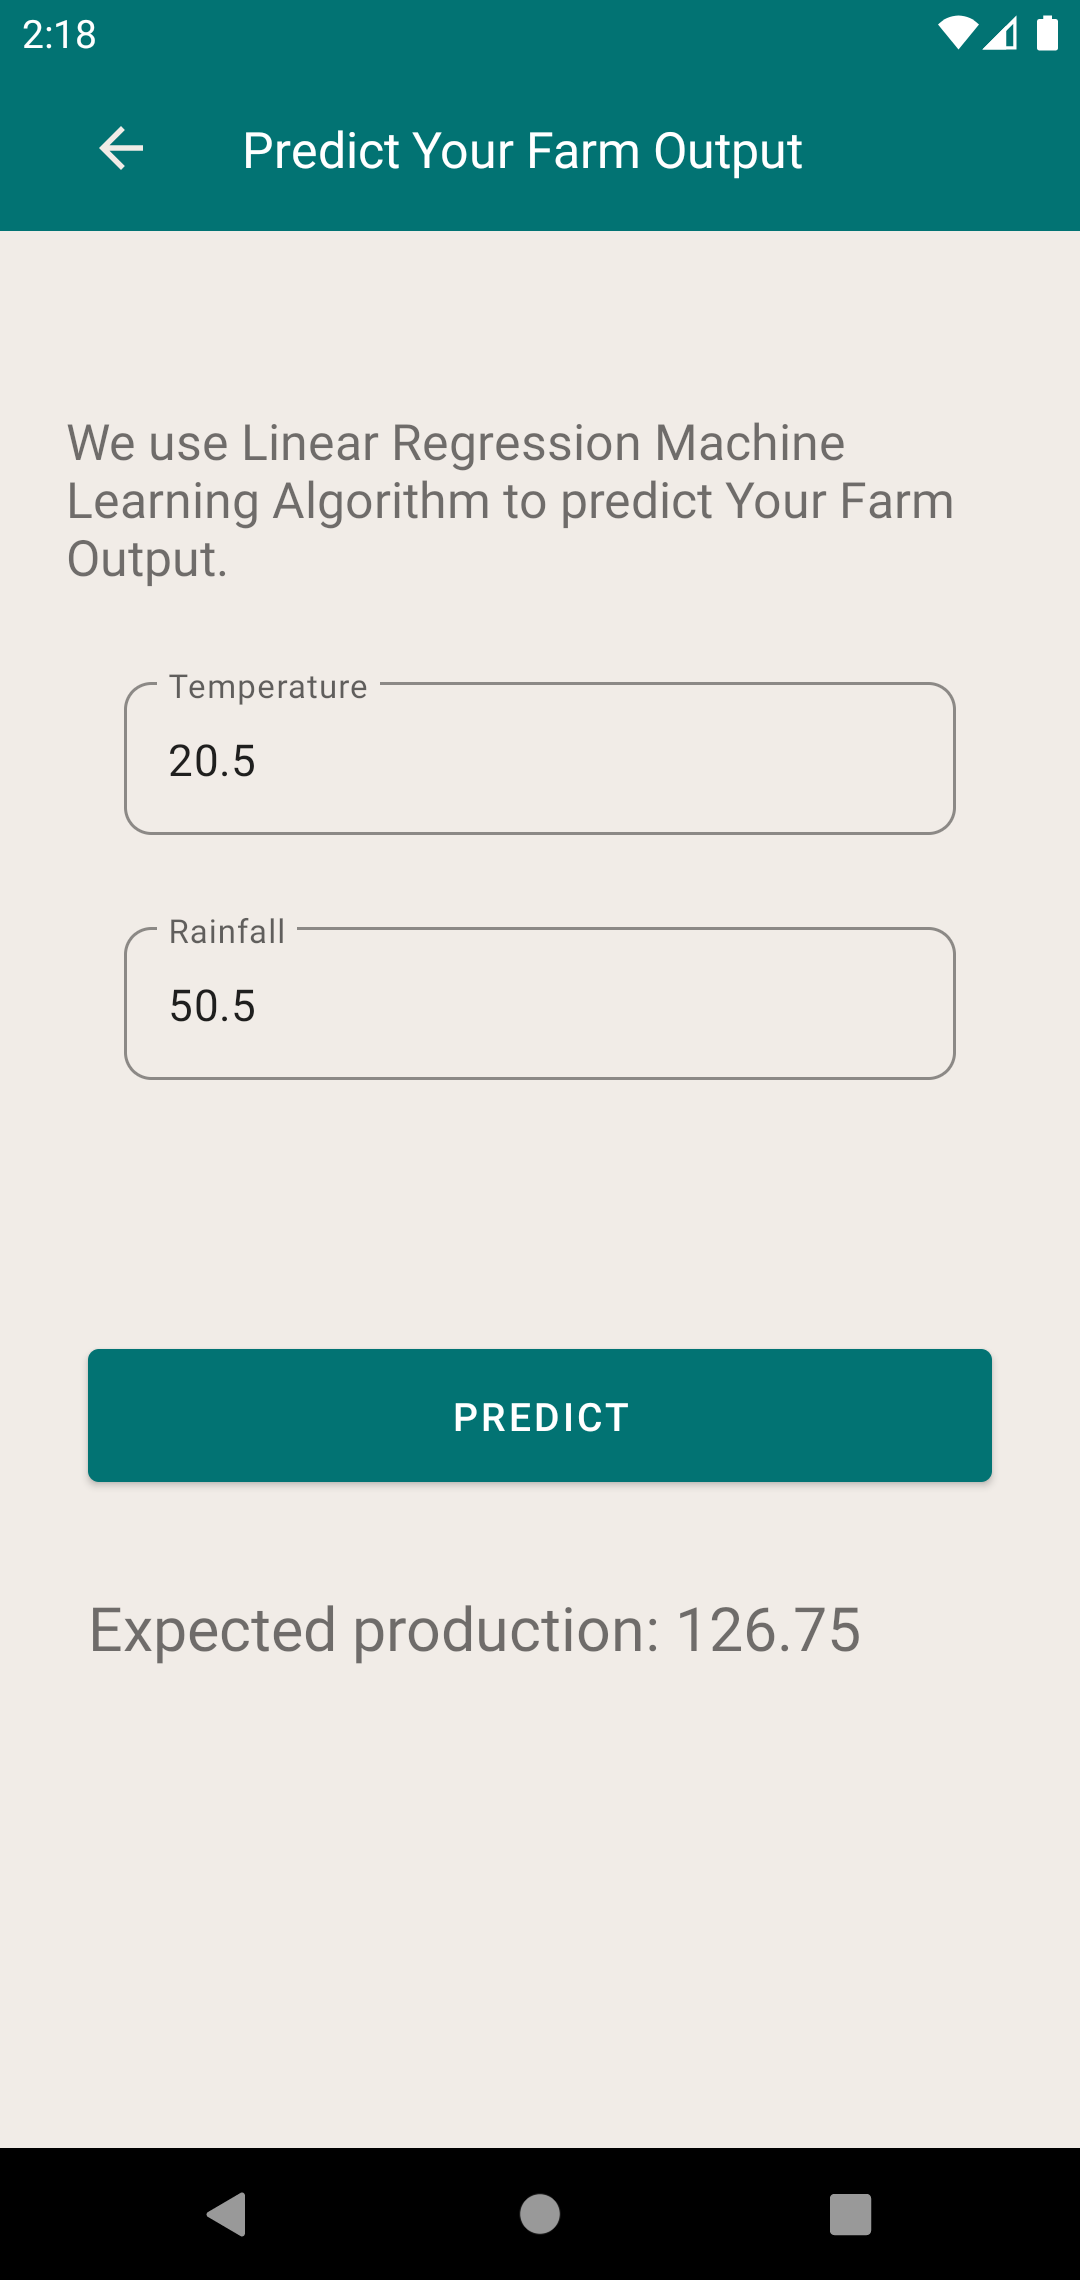 2:18
Predict Your Farm Output
We use Linear Regression Machine
Learning Algorithm to predict Your Farm
Output.
Temperature
20.5
Rainfall
50.5
PREDICT
Expected production: 126.75